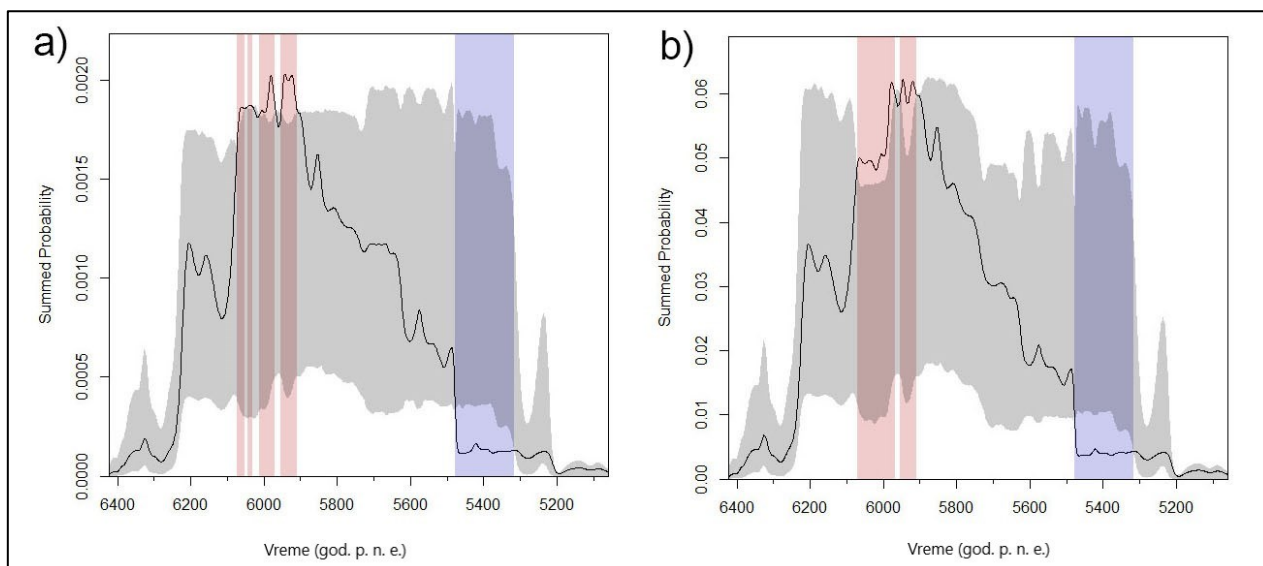 a)
Summed Probability
0.0020
0.0015
0.0010
0.0005
0.0000
6400 6200 6000 5800 5600 5400 5200
Vreme (god. p. n. e.)
b)
Summed Probability
0.06
0.05
0.04
0.03
0.02
0.01
0.00
6400 6200 6000 5800 5600 5400 5200
Vreme (god. p. n. e.)